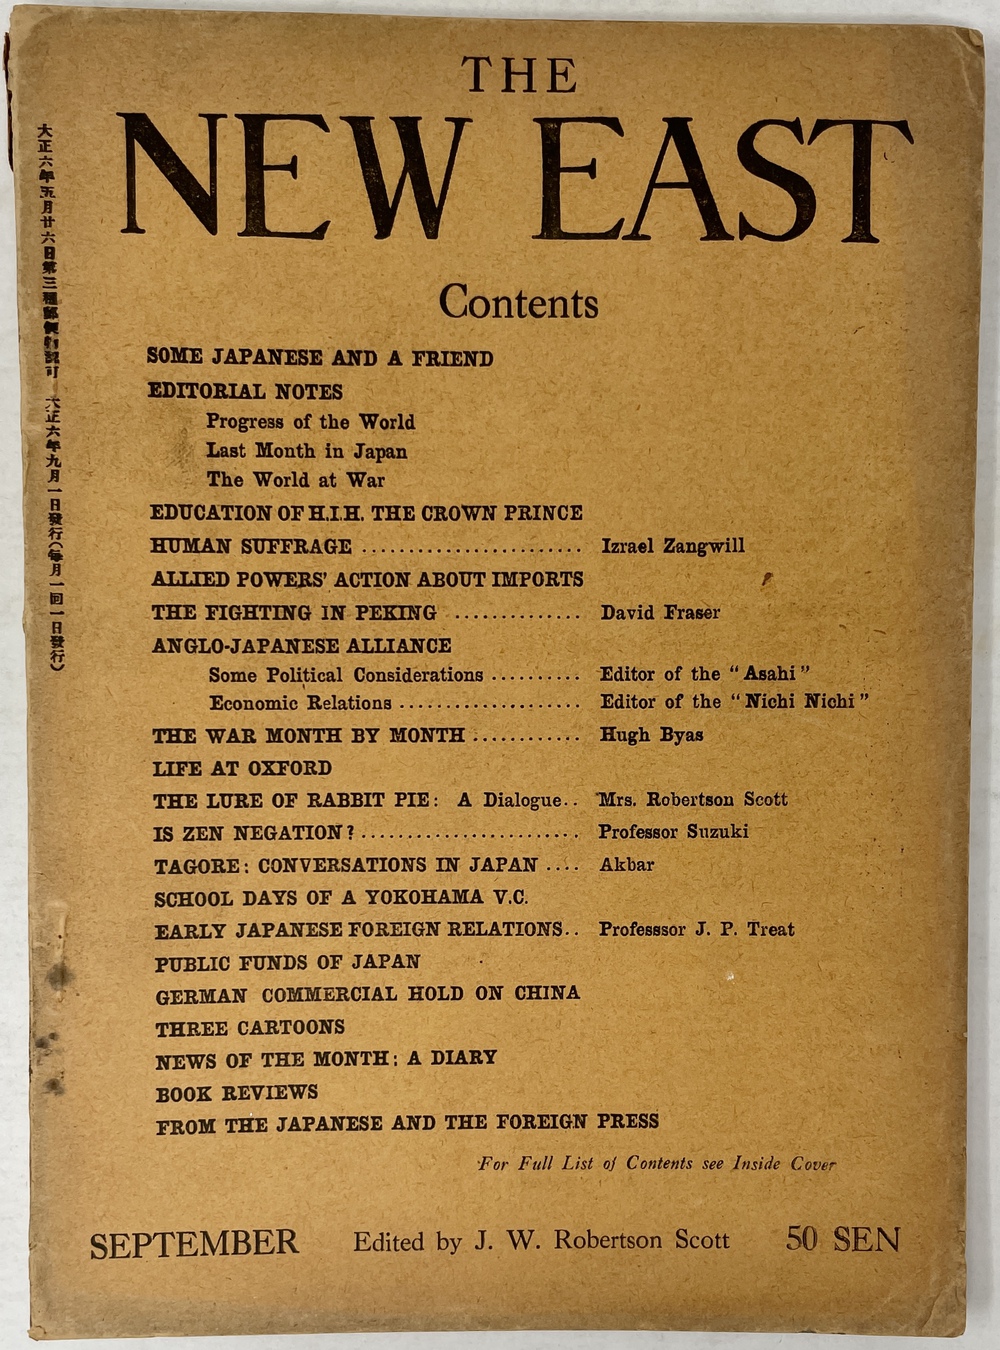 THE
NEW EAST
Contents
SOME JAPANESE AND A FRIEND
EDITORIAL NOTES
Progress of the World
Last Month in Japan
The World at War
EDUCATION OF H.I.H. THE CROWN PRINCE
HUMAN SUFFRAGE ........................ Izrael Zangwill
ALLIED POWERS' ACTION ABOUT IMPORTS
THE FIGHTING IN PEKING .............. David Fraser
ANGLO-JAPANESE ALLIANCE
Some Political Considerations .......... Editor of the "Asahi"
Economic Relations .................... Editor of the "Nichi Nichi"
THE WAR MONTH BY MONTH ............ Hugh Byas
LIFE AT OXFORD
THE LURE OF RABBIT PIE: A Dialogue.. Mrs. Robertson Scott
IS ZEN NEGATION? ........................ Professor Suzuki
TAGORE: CONVERSATIONS IN JAPAN .... Akbar
SCHOOL DAYS OF A YOKOHAMA V.C.
EARLY JAPANESE FOREIGN RELATIONS.. Professsor J. P. Treat
PUBLIC FUNDS OF JAPAN
GERMAN COMMERCIAL HOLD ON CHINA
THREE CARTOONS
NEWS OF THE MONTH: A DIARY
BOOK REVIEWS
FROM THE JAPANESE AND THE FOREIGN PRESS
For Full List of Contents see Inside Cover
SEPTEMBER Edited by J. W. Robertson Scott 50 SEN
大正六年五月廿六日第三種郵便物認可 大正六年九月一日發行(每月一回一日發行)